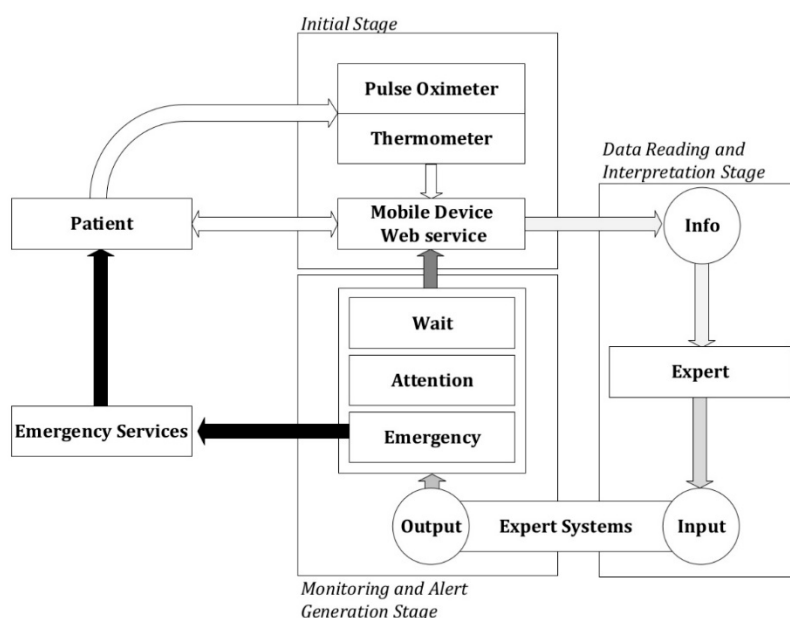 Initial Stage
Pulse Oximeter
Thermometer
Data Reading and
Interpretation Stage
Patient
Mobile Device
Web service
Info
Wait
Attention
Expert
Emergency Services
Emergency
Output
Expert Systems
Input
Monitoring and Alert
Generation Stage